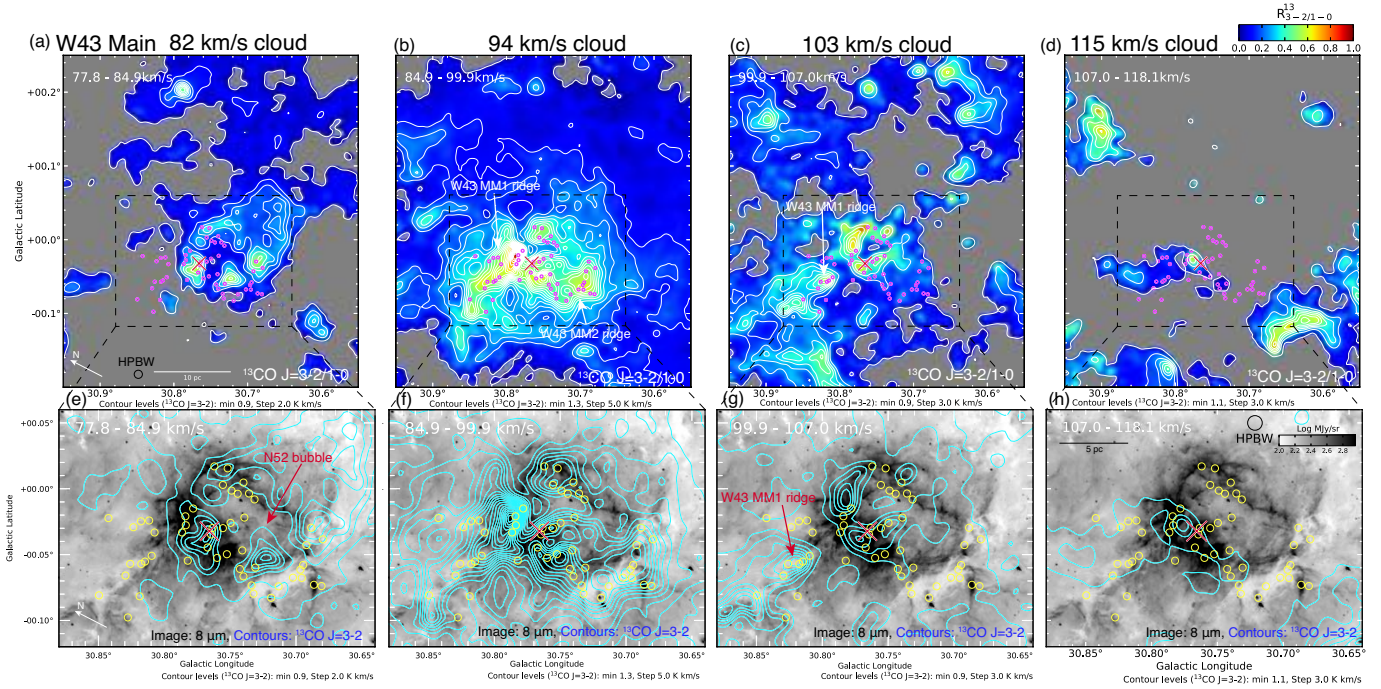 (a) W43 Main 82 km/s cloud
(b) 94 km/s cloud
(c) 103 km/s cloud
(d) 115 km/s cloud
R¹³₃₋₂/₁₋₀
0.0 0.2 0.4 0.6 0.8 1.0
77.8 - 84.9km/s
84.9 - 99.9km/s
99.9 - 107.0km/s
107.0 - 118.1km/s
+00.2°
+00.1°
+00.0°
-00.1°
Galactic Latitude
W43 MM1 ridge
W43 MM2 ridge
W43 MM1 ridge
N
HPBW
10 pc
¹³CO J=3-2/1-0
¹³CO J=3-2/1-0
¹³CO J=3-2/1-0
¹³CO J=3-2/1-0
30.9° 30.8° 30.7° 30.6°
30.9° 30.8° 30.7° 30.6°
30.9° 30.8° 30.7° 30.6°
30.9° 30.8° 30.7° 30.6°
Contour levels (¹³CO J=3-2): min 0.9, Step 2.0 K km/s
Contour levels (¹³CO J=3-2): min 1.3, Step 5.0 K km/s
Contour levels (¹³CO J=3-2): min 0.9, Step 3.0 K km/s
Contour levels (¹³CO J=3-2): min 1.1, Step 3.0 K km/s
(e)
77.8 - 84.9 km/s
(f)
84.9 - 99.9 km/s
(g)
99.9 - 107.0 km/s
(h)
107.0 - 118.1 km/s
+00.05°
+00.00°
-00.05°
-00.10°
Galactic Latitude
N52 bubble
W43 MM1 ridge
5 pc
HPBW
Log MJy/sr
2.0 2.2 2.4 2.6 2.8
N
Image: 8 μm, Contours: ¹³CO J=3-2
Image: 8 μm, Contours: ¹³CO J=3-2
Image: 8 μm, Contours: ¹³CO J=3-2
Image: 8 μm, Contours: ¹³CO J=3-2
30.85° 30.80° 30.75° 30.70° 30.65°
30.85° 30.80° 30.75° 30.70° 30.65°
30.85° 30.80° 30.75° 30.70° 30.65°
30.85° 30.80° 30.75° 30.70° 30.65°
Galactic Longitude
Galactic Longitude
Galactic Longitude
Galactic Longitude
Contour levels (¹³CO J=3-2): min 0.9, Step 2.0 K km/s
Contour levels (¹³CO J=3-2): min 1.3, Step 5.0 K km/s
Contour levels (¹³CO J=3-2): min 0.9, Step 3.0 K km/s
Contour levels (¹³CO J=3-2): min 1.1, Step 3.0 K km/s